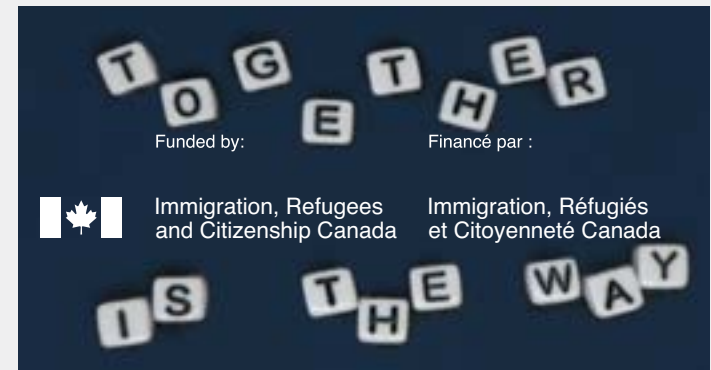 TOGETHER
Funded by: Financé par :
Immigration, Refugees Immigration, Réfugiés
and Citizenship Canada et Citoyenneté Canada
IS THE WAY